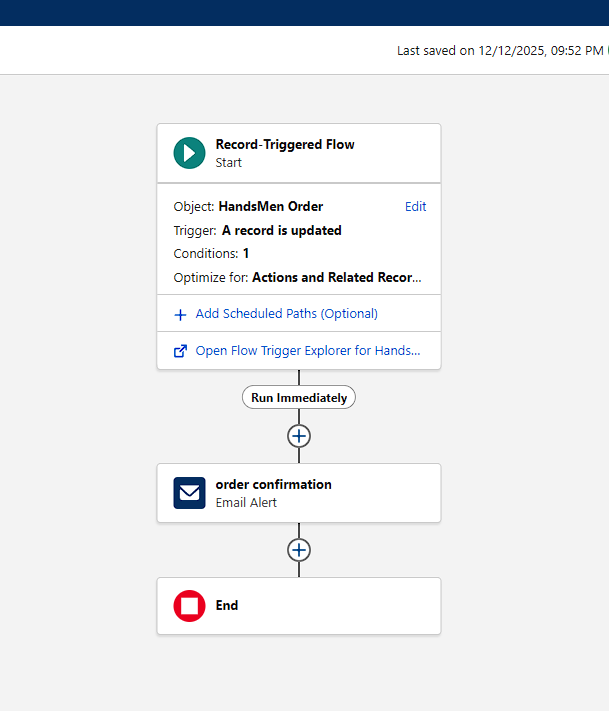 Last saved on 12/12/2025, 09:52 PM
Record-Triggered Flow
Start
Object: HandsMen Order Edit
Trigger: A record is updated
Conditions: 1
Optimize for: Actions and Related Recor...
Add Scheduled Paths (Optional)
Open Flow Trigger Explorer for Hands...
Run Immediately
order confirmation
Email Alert
End